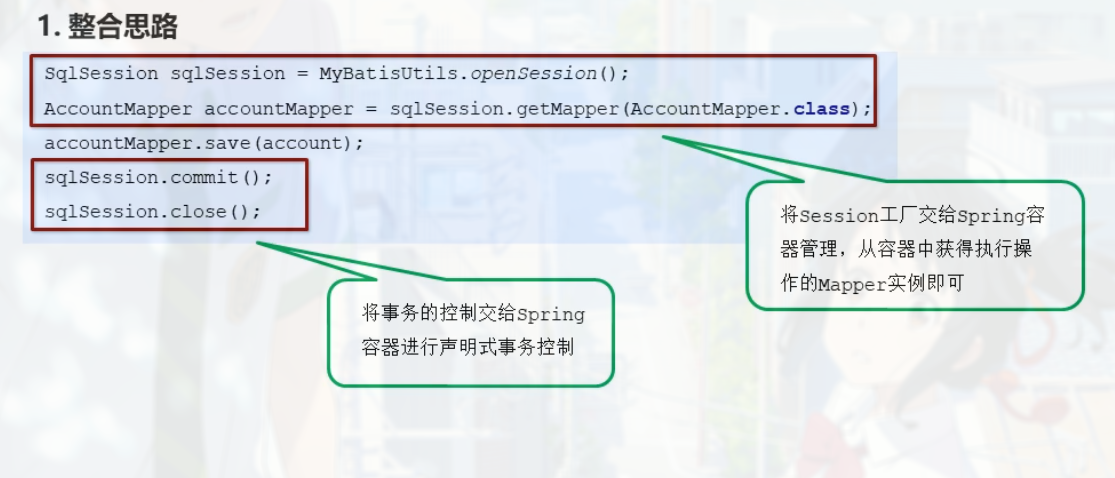 1. 整合思路
SqlSession sqlSession = MyBatisUtils.openSession();
AccountMapper accountMapper = sqlSession.getMapper(AccountMapper.class);
accountMapper.save(account);
sqlSession.commit();
sqlSession.close();
将Session工厂交给Spring容
器管理，从容器中获得执行操
作的Mapper实例即可
将事务的控制交给Spring
容器进行声明式事务控制